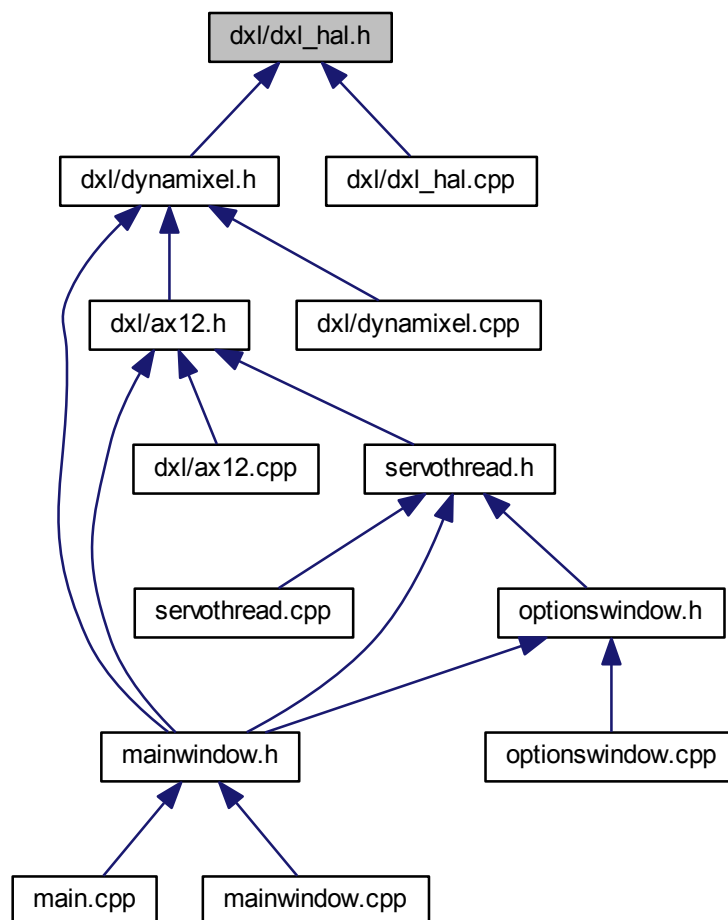 dxl/dxl_hal.h
dxl/dynamixel.h
dxl/dxl_hal.cpp
dxl/ax12.h
dxl/dynamixel.cpp
dxl/ax12.cpp
servothread.h
servothread.cpp
optionswindow.h
mainwindow.h
optionswindow.cpp
main.cpp
mainwindow.cpp